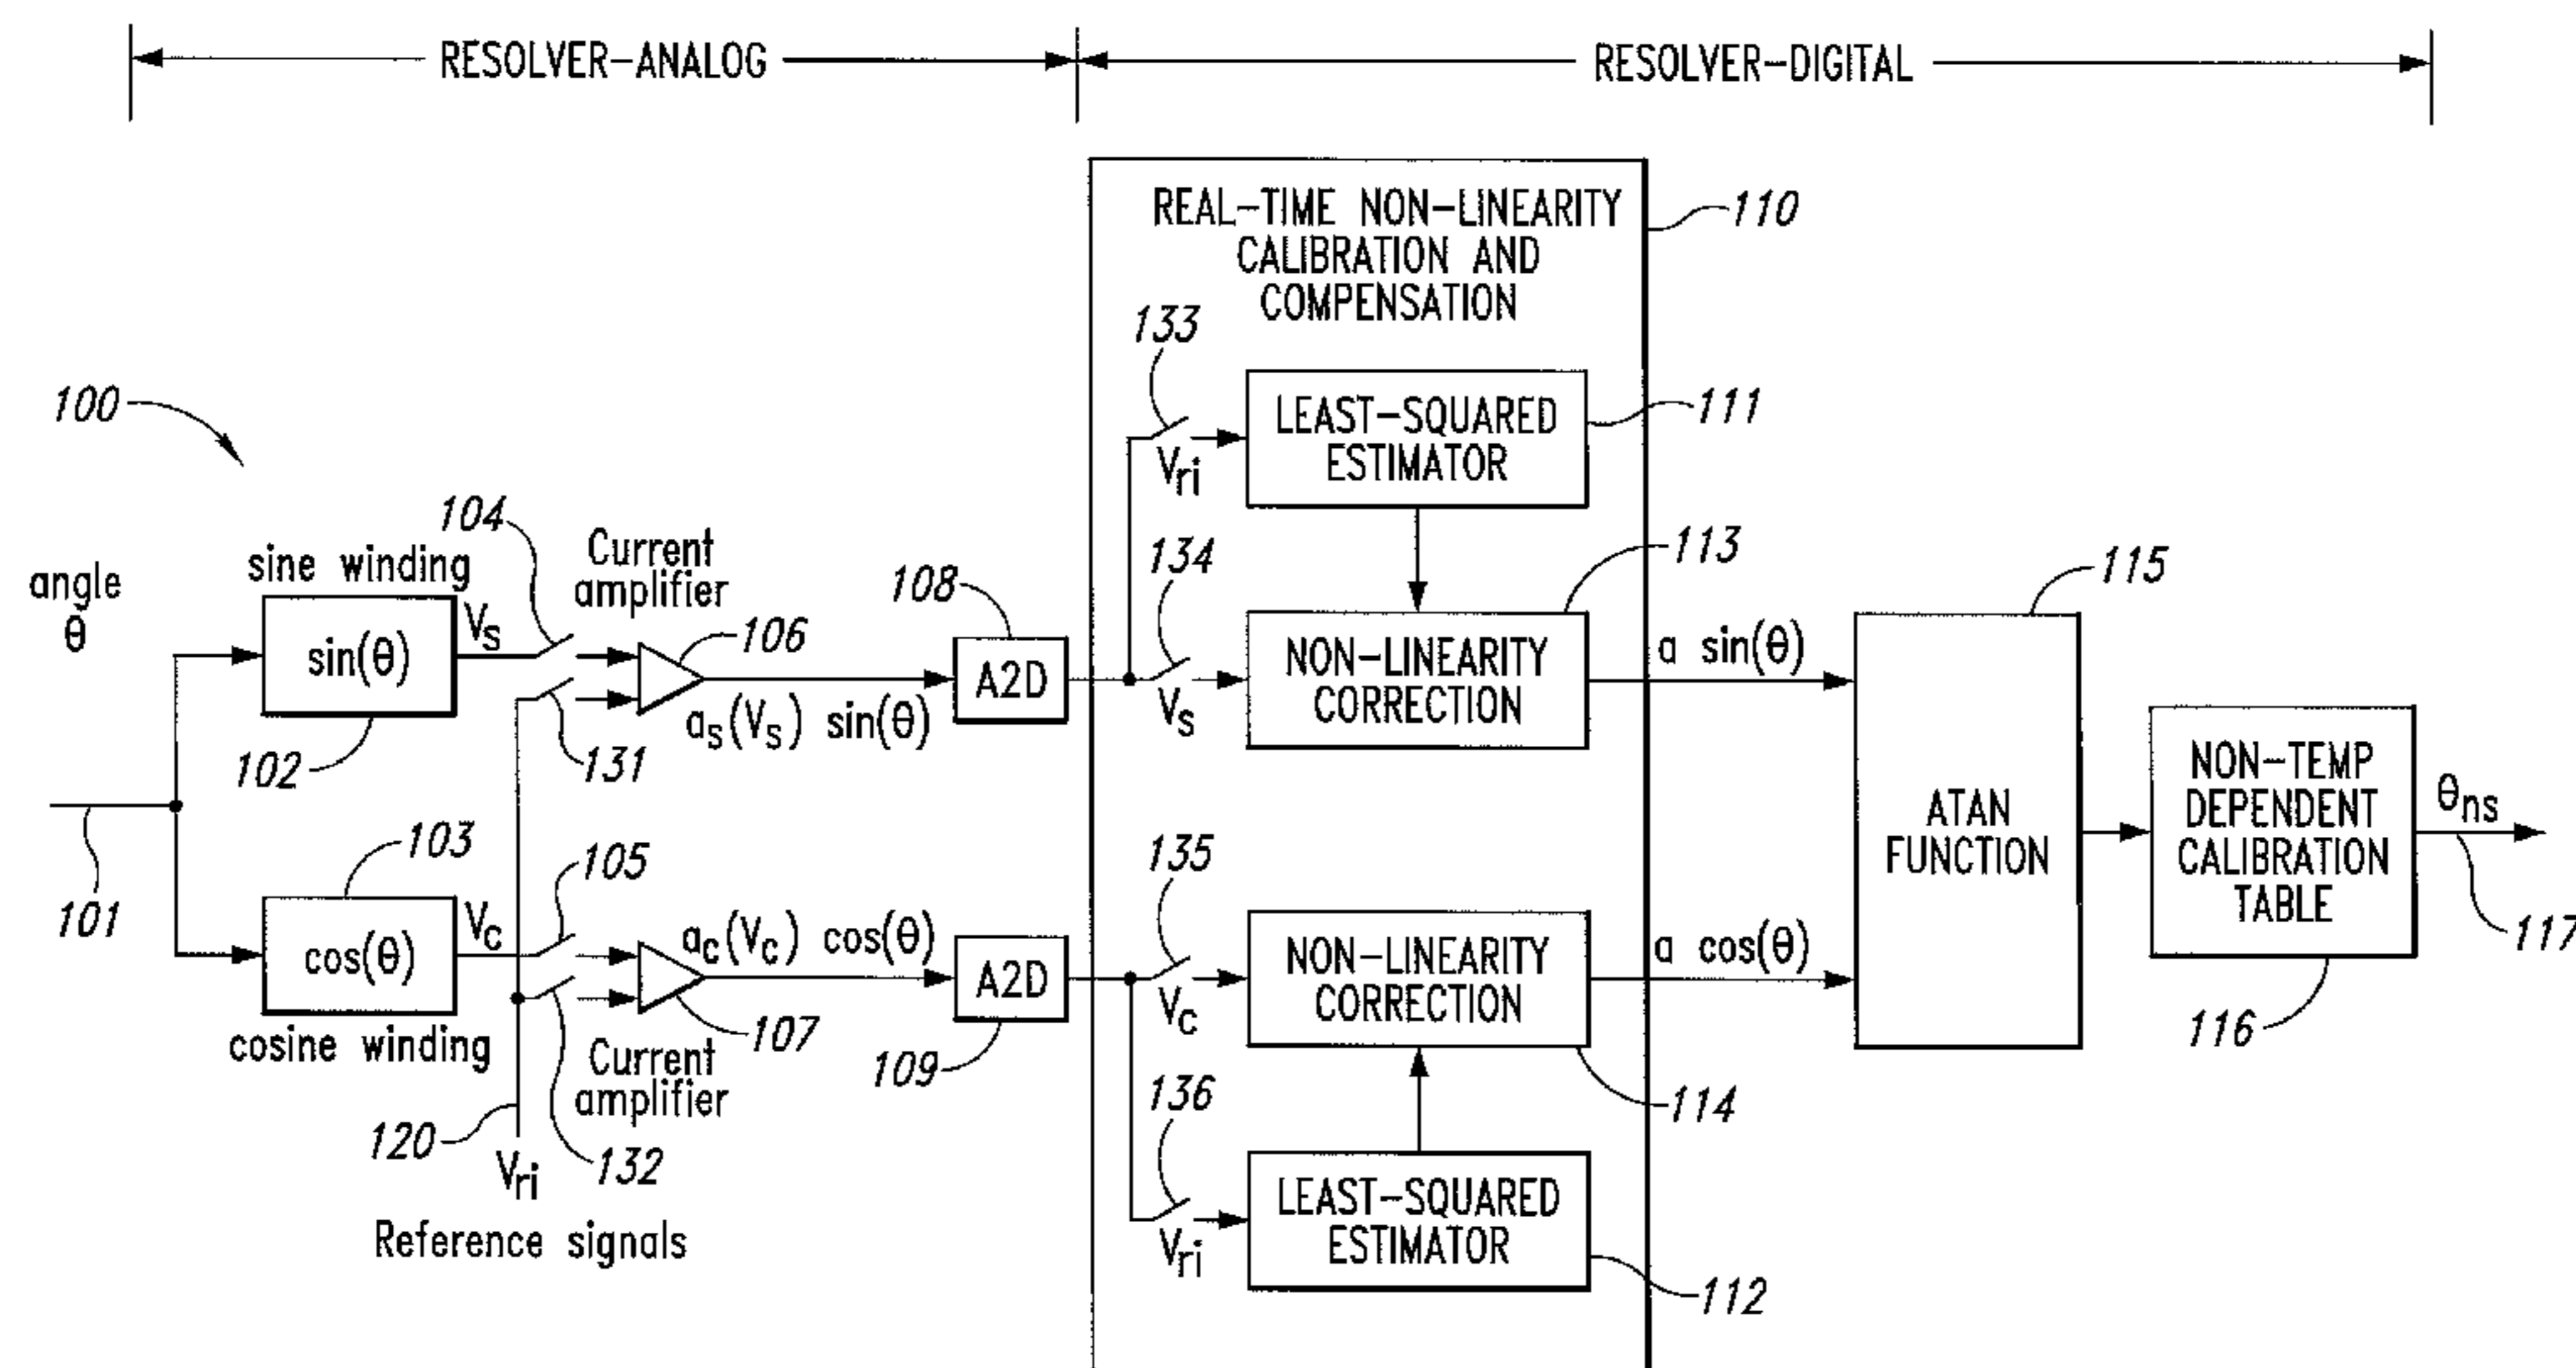 RESOLVER-ANALOG
RESOLVER-DIGITAL
REAL-TIME NON-LINEARITY
CALIBRATION AND
COMPENSATION
110
133
LEAST-SQUARED
ESTIMATOR
111
Vri
100
104
Current
amplifier
sine winding
angle
θ
sin(θ)
Vs
106
108
134
113
115
A2D
NON-LINEARITY
CORRECTION
a sin(θ)
as(Vs) sin(θ)
Vs
102
131
NON-TEMP
DEPENDENT
CALIBRATION
TABLE
θns
ATAN
FUNCTION
101
103
105
135
117
cos(θ)
Vc
ac(Vc) cos(θ)
A2D
NON-LINEARITY
CORRECTION
a cos(θ)
Vc
cosine winding
107
109
116
Current
amplifier
136
114
120
132
Vri
Reference signals
LEAST-SQUARED
ESTIMATOR
Vri
112